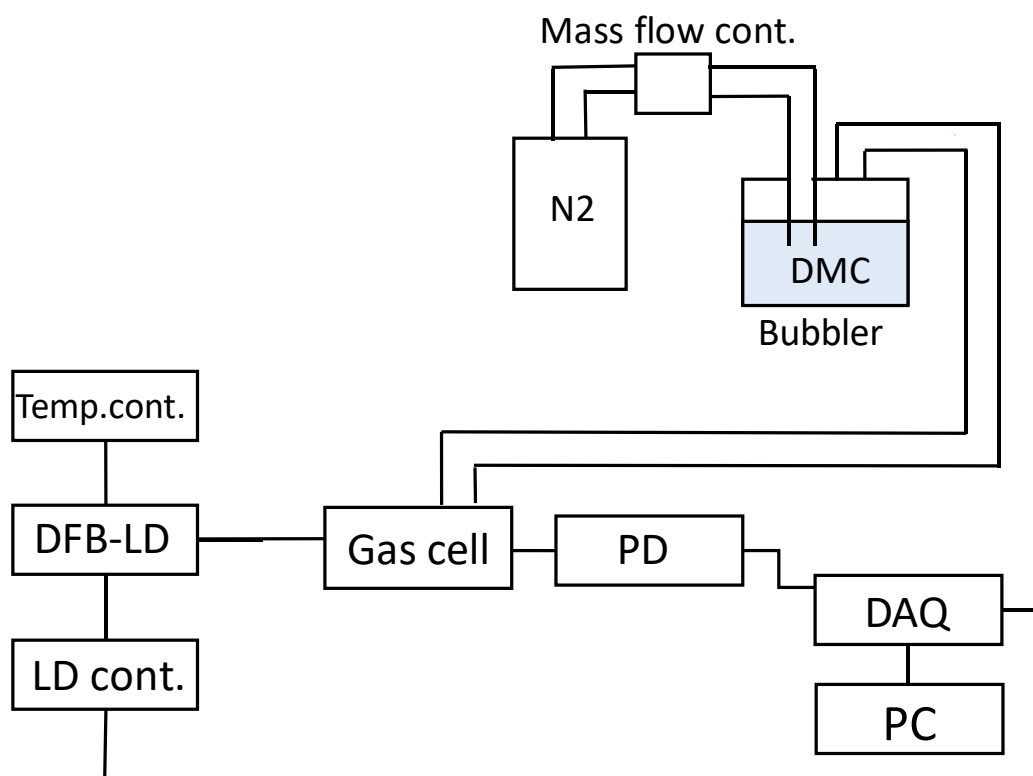 Mass flow cont.
N2
DMC
Bubbler
Temp.cont.
DFB-LD
Gas cell
PD
DAQ
LD cont.
PC